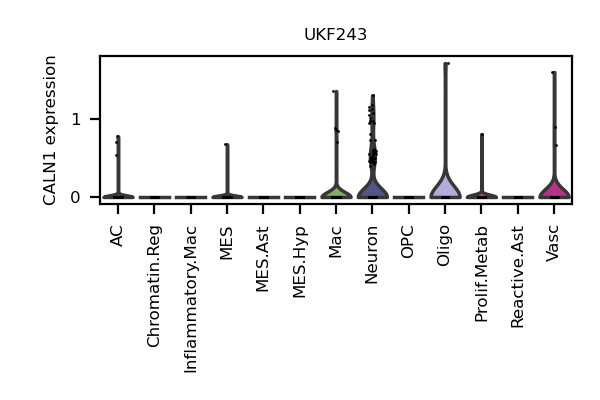 UKF243
CALN1 expression
1
0
AC
Chromatin.Reg
Inflammatory.Mac
MES
MES.Ast
MES.Hyp
Mac
Neuron
OPC
Oligo
Prolif.Metab
Reactive.Ast
Vasc